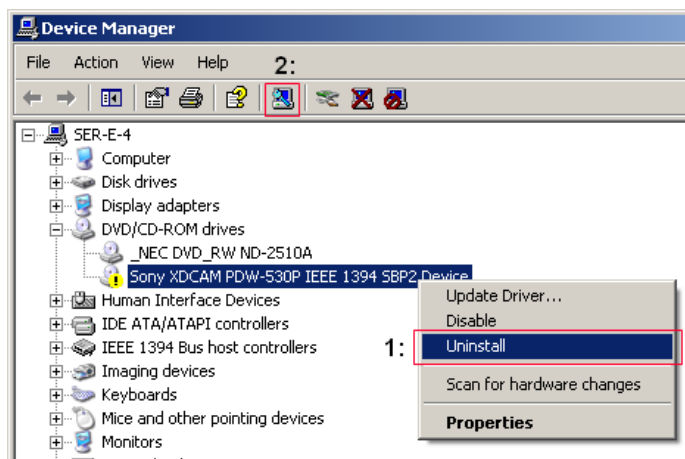 Device Manager
File Action View Help
2:
SER-E-4
Computer
Disk drives
Display adapters
DVD/CD-ROM drives
_NEC DVD_RW ND-2510A
Sony XDCAM PDW-530P IEEE 1394 SBP2 Device
Human Interface Devices
IDE ATA/ATAPI controllers
IEEE 1394 Bus host controllers
Imaging devices
Keyboards
Mice and other pointing devices
Monitors
Update Driver...
Disable
1:
Uninstall
Scan for hardware changes
Properties